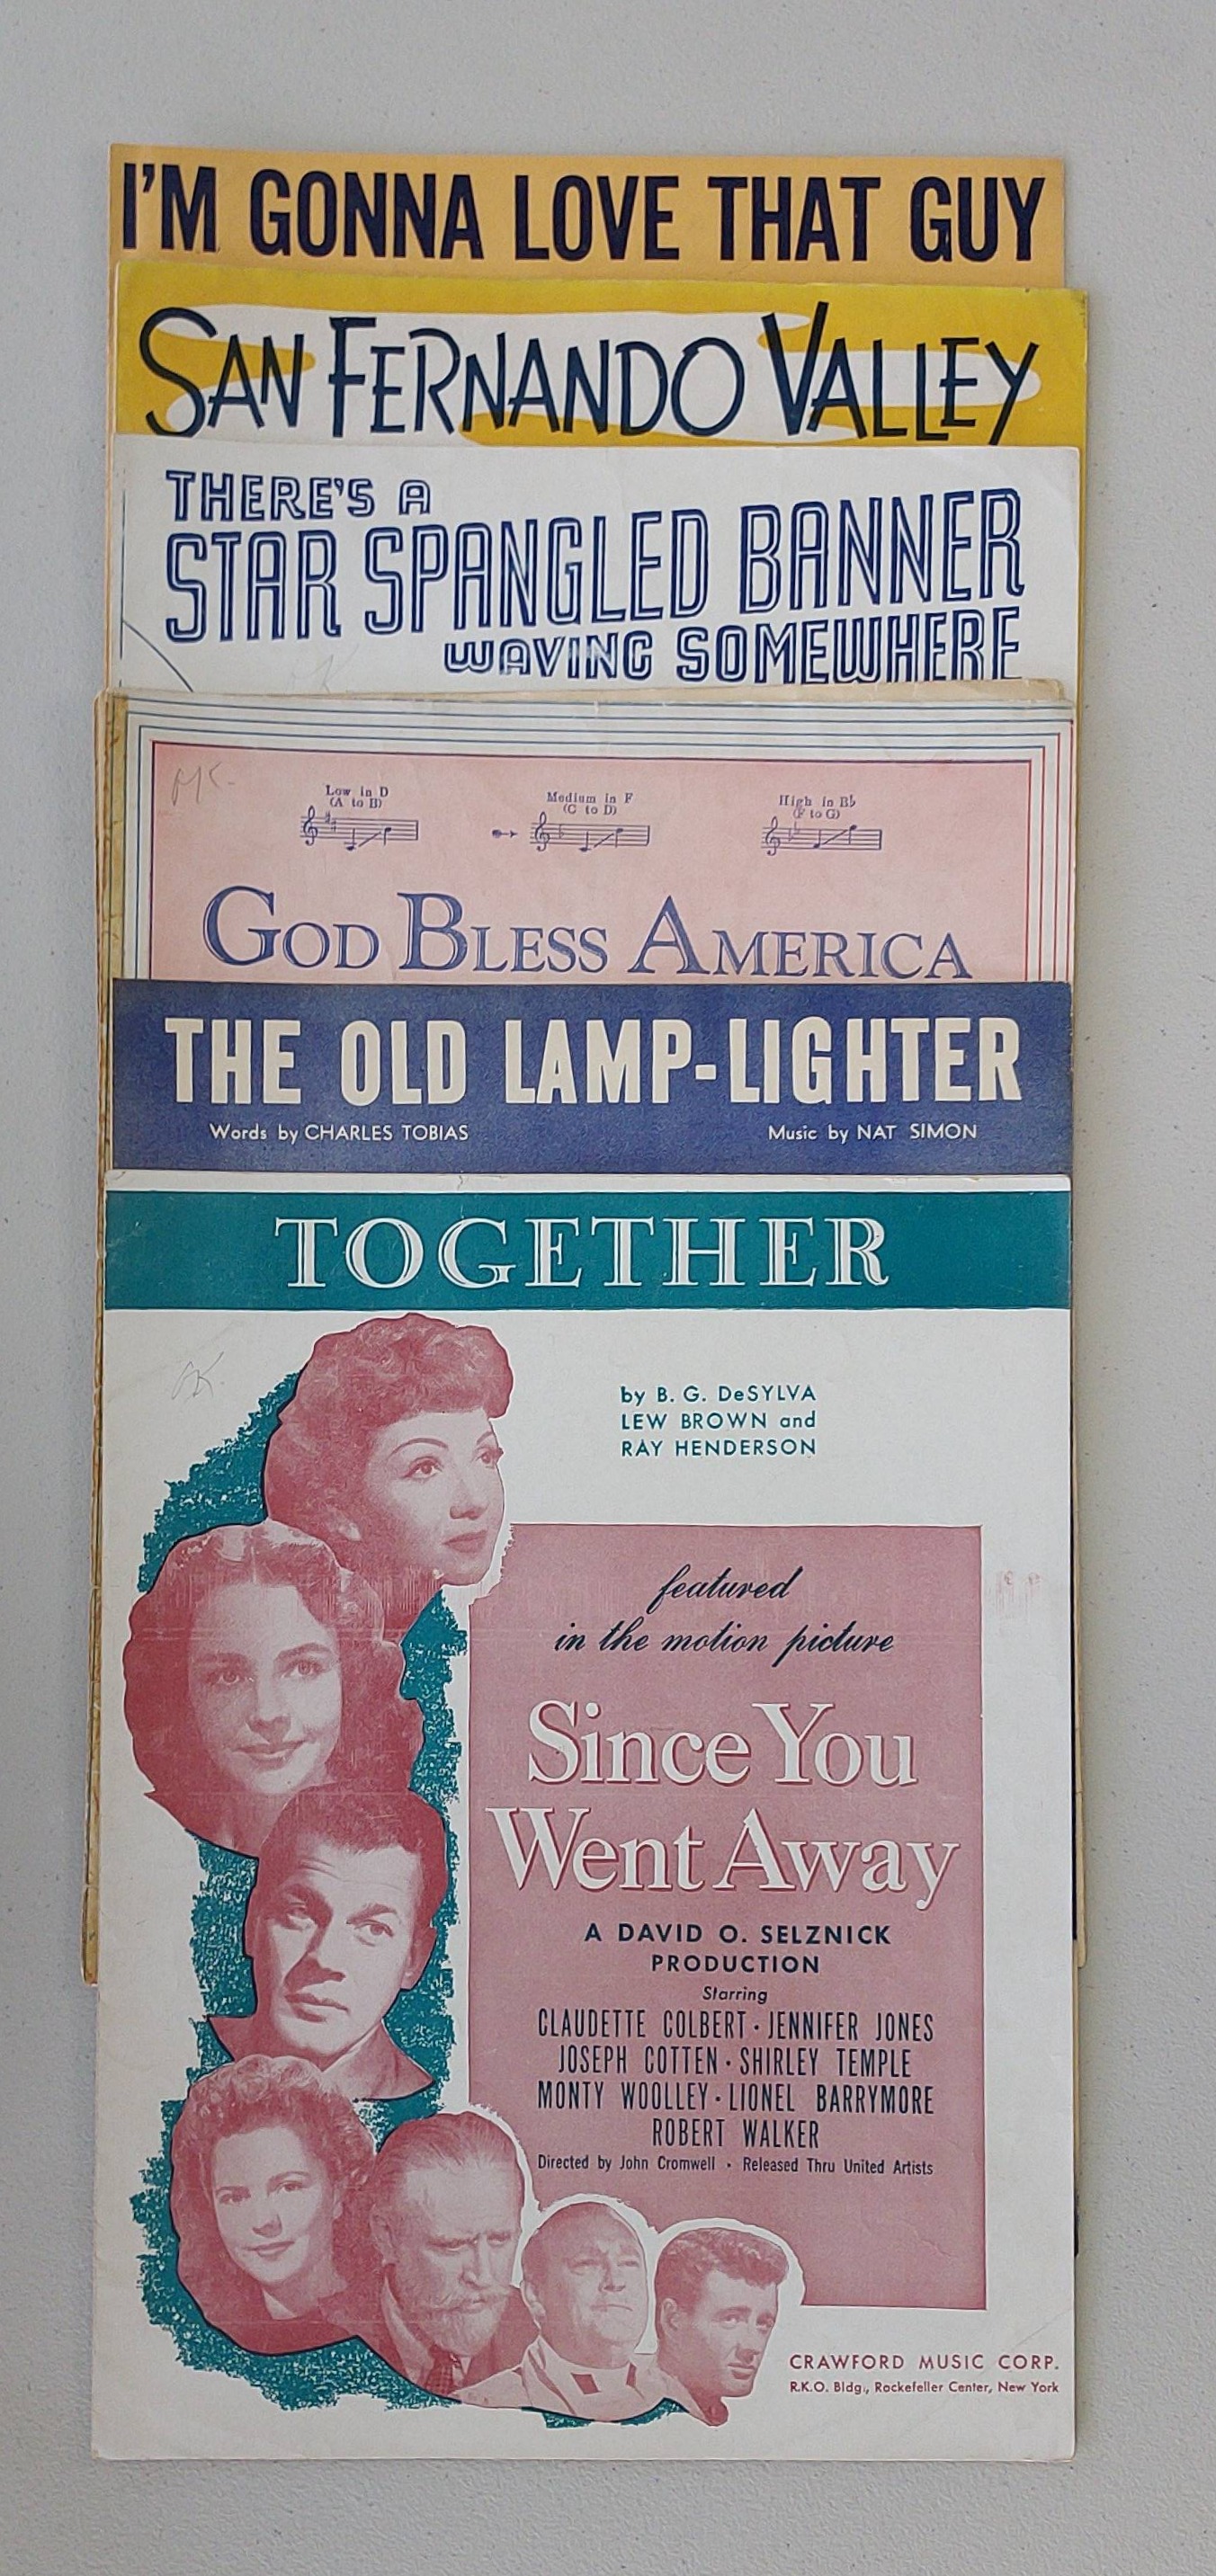 I'M GONNA LOVE THAT GUY
SAN FERNANDO VALLEY
THERE'S A
STAR SPANGLED BANNER
WAVING SOMEWHERE
Low in D
(A to B)
Medium in F
(C to D)
High in B♭
(F to G)
GOD BLESS AMERICA
THE OLD LAMP-LIGHTER
Words by CHARLES TOBIAS
Music by NAT SIMON
TOGETHER
by B. G. DeSYLVA
LEW BROWN and
RAY HENDERSON
featured
in the motion picture
Since You
Went Away
A DAVID O. SELZNICK
PRODUCTION
Starring
CLAUDETTE COLBERT · JENNIFER JONES
JOSEPH COTTEN · SHIRLEY TEMPLE
MONTY WOOLLEY · LIONEL BARRYMORE
ROBERT WALKER
Directed by John Cromwell · Released Thru United Artists
CRAWFORD MUSIC CORP.
R.K.O. Bldg., Rockefeller Center, New York